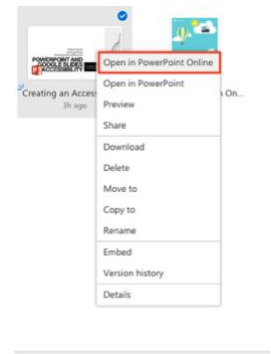 POWERPOINT AND
GOOGLE SLIDES
ACCESSIBILITY
Creating an Acces
3h ago
n On...
Open in PowerPoint Online
Open in PowerPoint
Preview
Share
Download
Delete
Move to
Copy to
Rename
Embed
Version history
Details